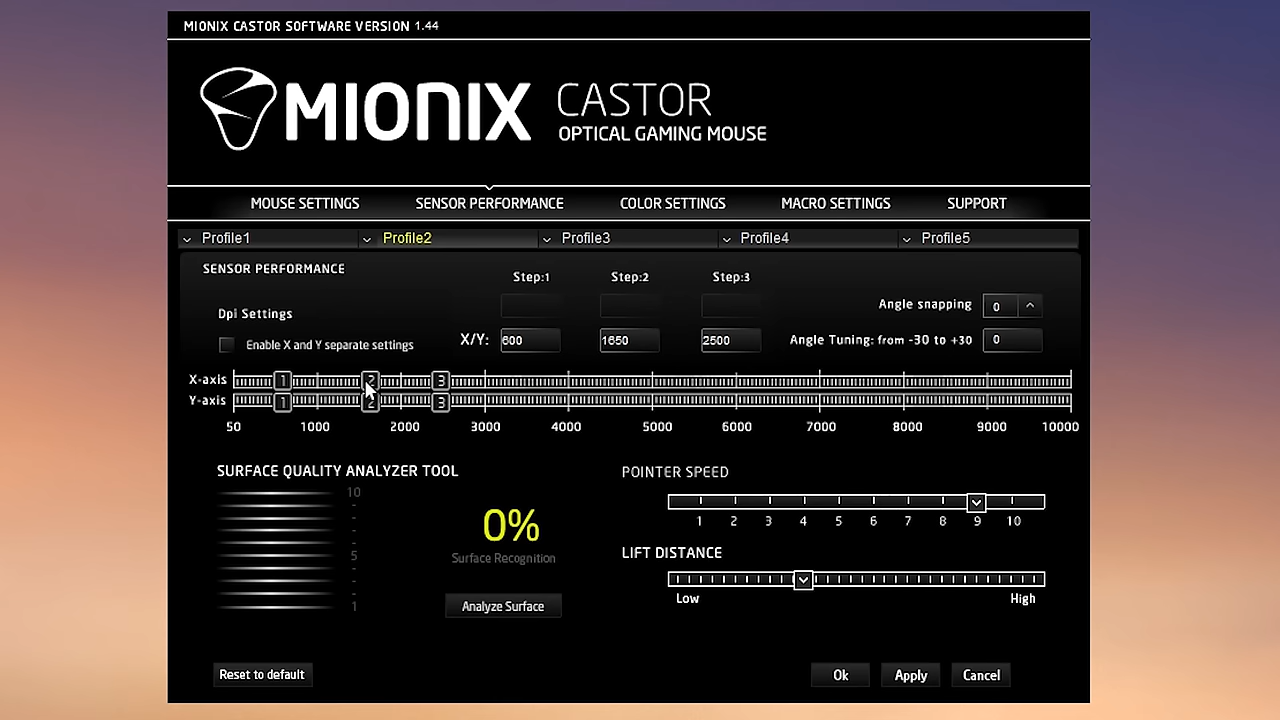 MIONIX CASTOR SOFTWARE VERSION 1.44
MIONIX CASTOR
OPTICAL GAMING MOUSE
MOUSE SETTINGS SENSOR PERFORMANCE COLOR SETTINGS MACRO SETTINGS SUPPORT
Profile1 Profile2 Profile3 Profile4 Profile5
SENSOR PERFORMANCE
Step:1 Step:2 Step:3
Dpi Settings
Angle snapping 0
Enable X and Y separate settings
X/Y: 600 1650 2500
Angle Tuning: from -30 to +30 0
X-axis 1 2 3
Y-axis 1 2 3
50 1000 2000 3000 4000 5000 6000 7000 8000 9000 10000
SURFACE QUALITY ANALYZER TOOL
10
5
1
0%
Surface Recognition
Analyze Surface
POINTER SPEED
1 2 3 4 5 6 7 8 9 10
LIFT DISTANCE
Low High
Reset to default Ok Apply Cancel